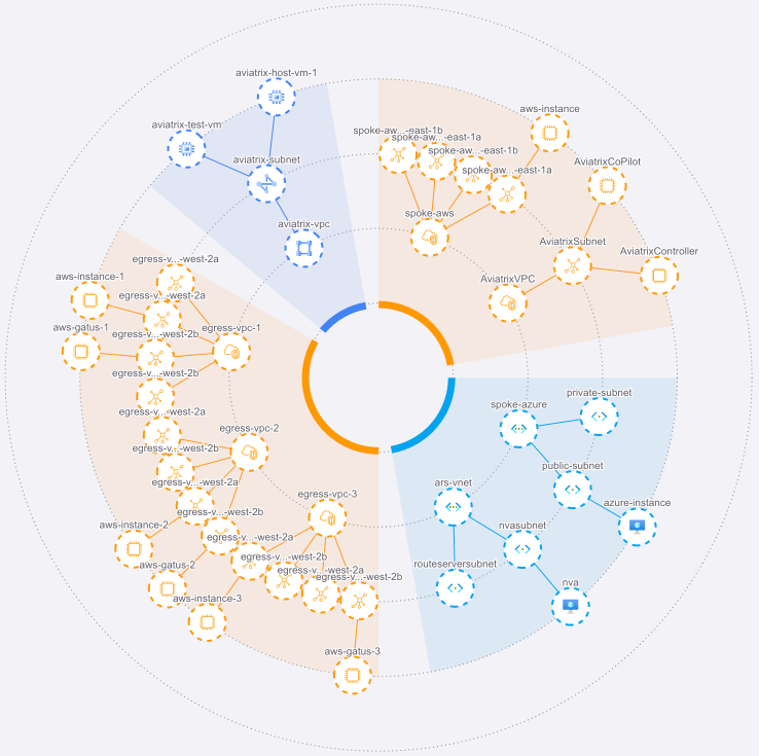 aviatrix-host-vm-1
aviatrix-test-vm
aviatrix-subnet
aviatrix-vpc
aws-instance
spoke-aw...-east-1b
spoke-aw...-east-1a
spoke-aw...-east-1b
spoke-aw...-east-1a
AviatrixCoPilot
spoke-aws
AviatrixSubnet
AviatrixController
AviatrixVPC
egress-v...-west-2a
aws-instance-1
egress-v...-west-2a
aws-gatus-1
egress-v...-west-2b
egress-vpc-1
egress-v...-west-2b
egress-v...-west-2a
egress-vpc-2
egress-v...-west-2b
egress-v...-west-2a
egress-vpc-3
egress-v...-west-2b
aws-instance-2
egress-v...-west-2a
egress-v...-west-2b
aws-gatus-2
egress-v...-west-2a
egress-v...-west-2b
aws-instance-3
aws-gatus-3
private-subnet
spoke-azure
public-subnet
ars-vnet
azure-instance
nvasubnet
routeserversubnet
nva